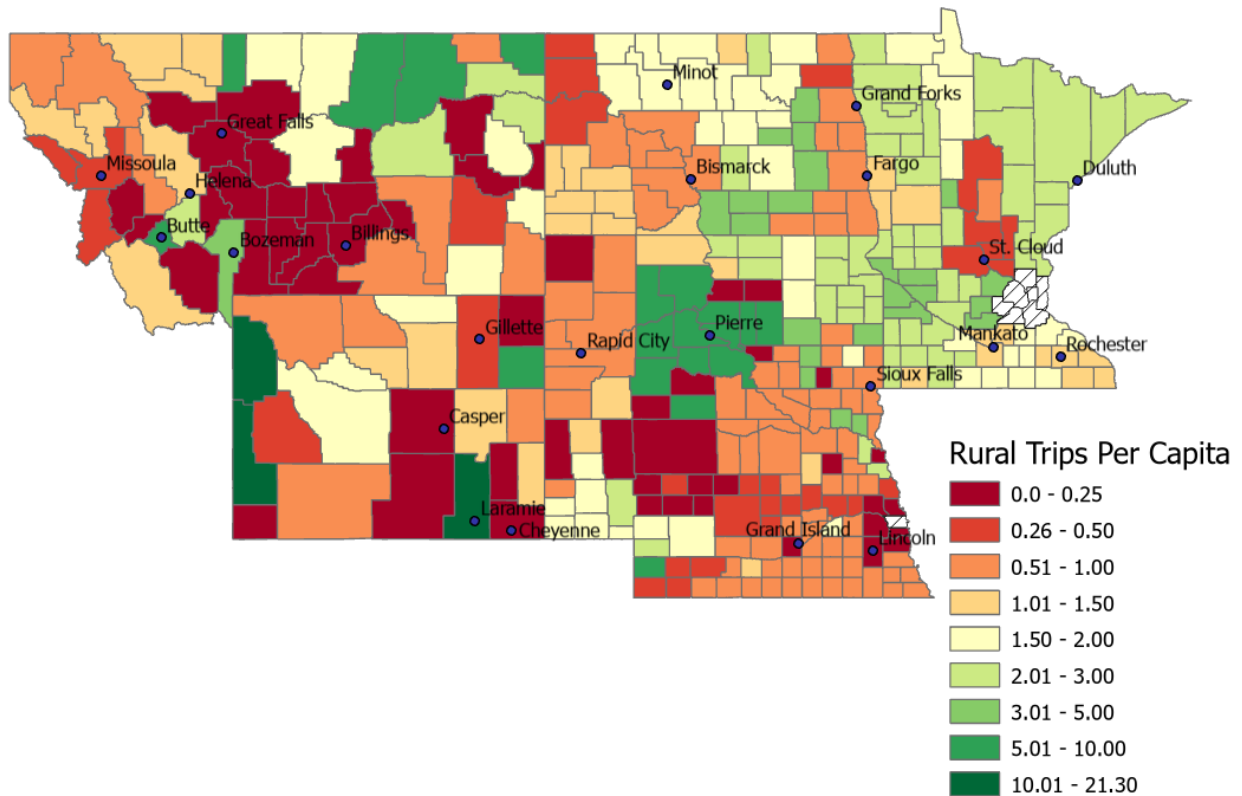 Minot
Grand Forks
Great Falls
Missoula
Helena
Bismarck
Fargo
Duluth
Butte
Bozeman
Billings
St. Cloud
Gillette
Rapid City
Pierre
Mankato
Rochester
Sioux Falls
Casper
Laramie
Cheyenne
Grand Island
Lincoln
Rural Trips Per Capita
0.0 - 0.25
0.26 - 0.50
0.51 - 1.00
1.01 - 1.50
1.50 - 2.00
2.01 - 3.00
3.01 - 5.00
5.01 - 10.00
10.01 - 21.30